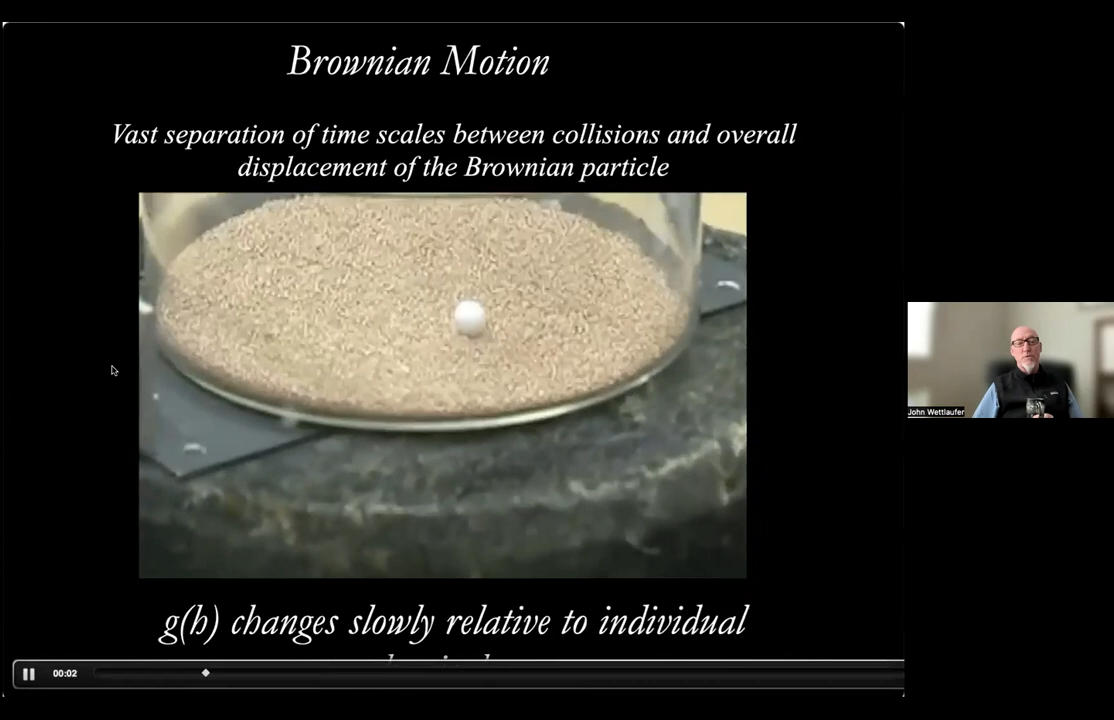 Brownian Motion
Vast separation of time scales between collisions and overall
displacement of the Brownian particle
g(h) changes slowly relative to individual
00:02
John Wettlaufer